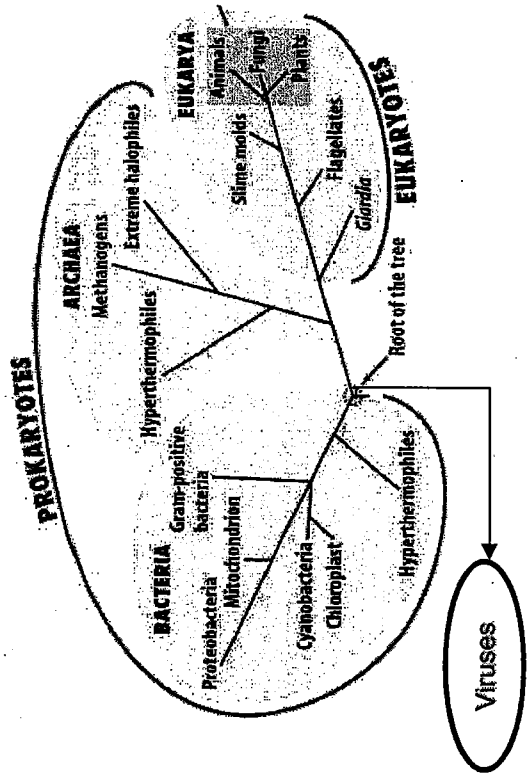 PROKARYOTES
BACTERIA
Proteobacteria
Mitochondrion
Gram-positive
bacteria
Cyanobacteria
Chloroplast
Hyperthermophiles
ARCHAEA
Methanogens
Extreme halophiles
Hyperthermophiles
EUKARYA
Animals
Fungi
Plants
Slime molds
Flagellates
Giardia
EUKARYOTES
Root of the tree
Viruses